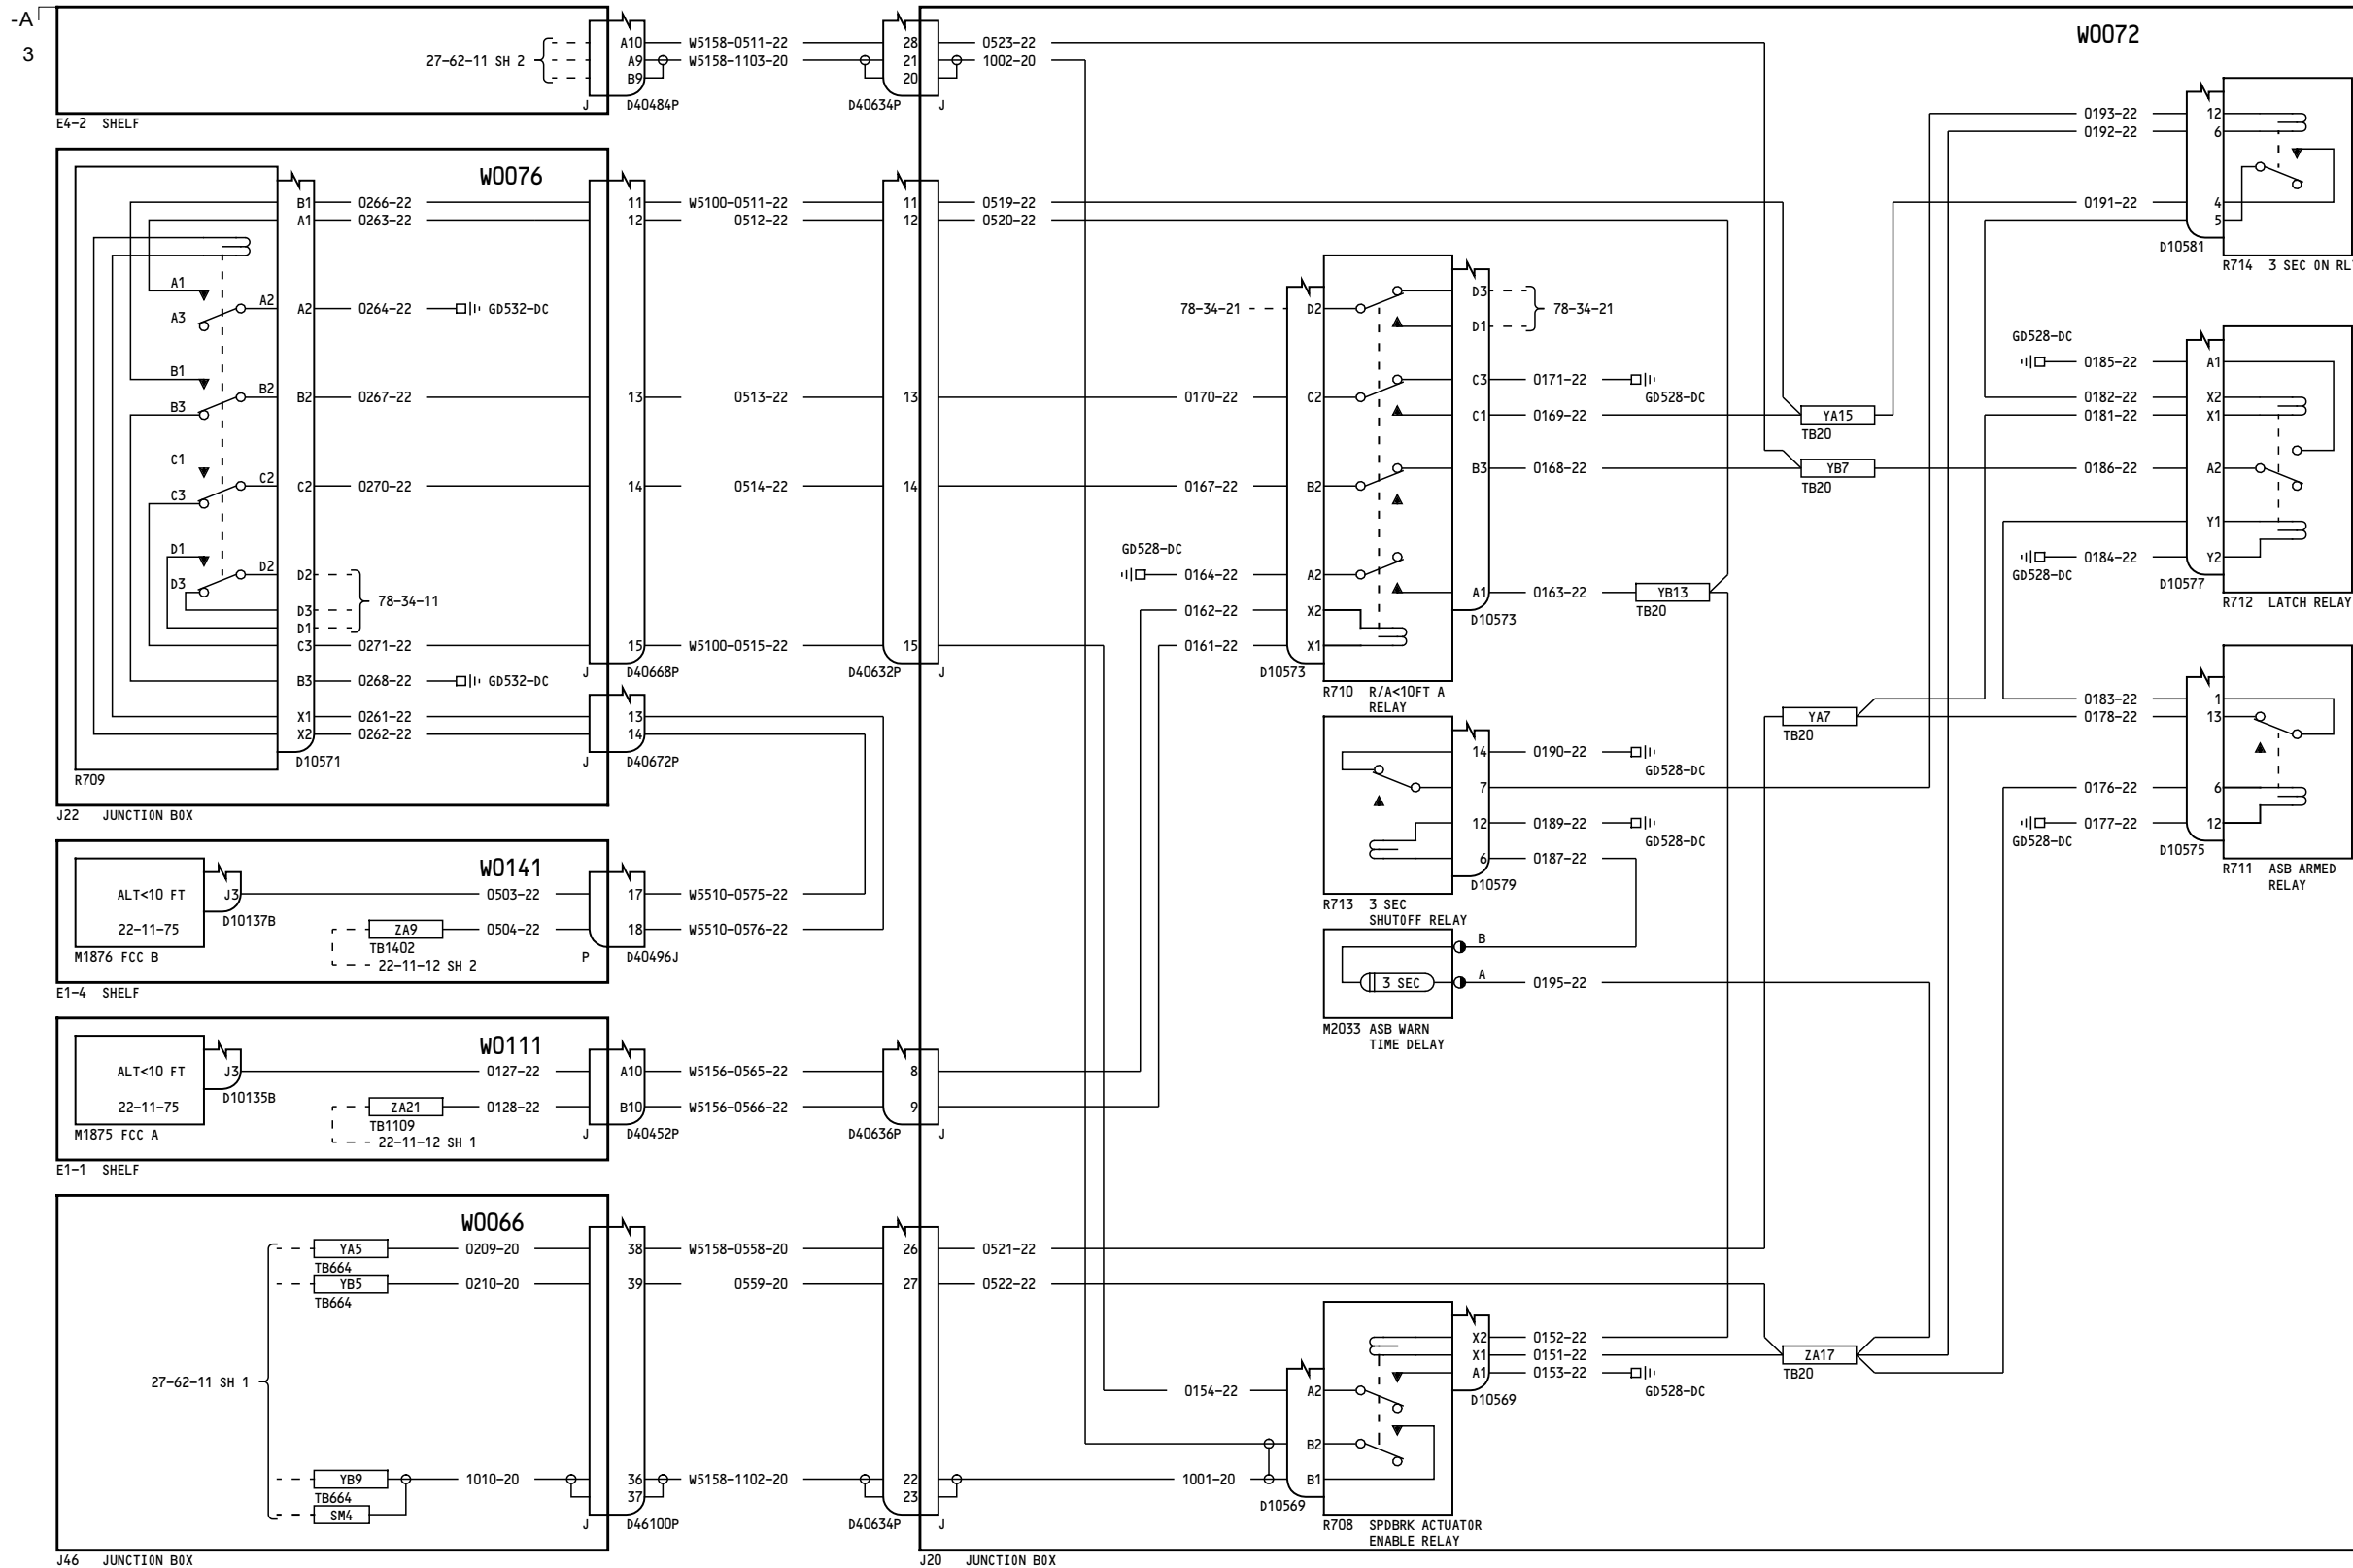 -A
3
27-62-11 SH 2
A10
A9
B9
W5158-0511-22
W5158-1103-20
28
21
20
0523-22
1002-20
J
D40484P
D40634P
J
E4-2 SHELF
W0072
W0076
B1
A1
0266-22
0263-22
11
12
W5100-0511-22
0512-22
11
12
0519-22
0520-22
A1
A3
A2
A2
0264-22
GD532-DC
B1
B3
B2
B2
0267-22
13
0513-22
13
0170-22
C1
C3
C2
C2
0270-22
14
0514-22
14
0167-22
D1
D3
D2
D2
D3
D1
78-34-11
C3
0271-22
15
W5100-0515-22
15
J
D40668P
D40632P
J
B3
0268-22
GD532-DC
X1
X2
0261-22
0262-22
13
14
D10571
J
D40672P
R709
J22 JUNCTION BOX
W0141
ALT<10 FT
22-11-75
J3
D10137B
0503-22
17
W5510-0575-22
ZA9
TB1402
22-11-12 SH 2
0504-22
18
W5510-0576-22
M1876 FCC B
P
D40496J
E1-4 SHELF
W0111
ALT<10 FT
22-11-75
J3
D10135B
0127-22
A10
W5156-0565-22
8
ZA21
TB1109
22-11-12 SH 1
0128-22
B10
W5156-0566-22
9
M1875 FCC A
J
D40452P
D40636P
J
E1-1 SHELF
W0066
YA5
TB664
0209-20
38
W5158-0558-20
26
0521-22
YB5
TB664
0210-20
39
0559-20
27
0522-22
27-62-11 SH 1
YB9
TB664
SM4
1010-20
36
37
W5158-1102-20
22
23
1001-20
J
D46100P
D40634P
J
J46 JUNCTION BOX
J20 JUNCTION BOX
78-34-21
D2
D3
D1
78-34-21
C2
C3
0171-22
GD528-DC
C1
0169-22
B2
B3
0168-22
GD528-DC
0164-22
A2
0162-22
X2
0161-22
X1
A1
0163-22
YB13
TB20
D10573
D10573
R710 R/A<10FT A
RELAY
14
0190-22
GD528-DC
7
12
0189-22
GD528-DC
6
0187-22
D10579
R713 3 SEC
SHUTOFF RELAY
B
A
3 SEC
0195-22
M2033 ASB WARN
TIME DELAY
X2
X1
A1
0152-22
0151-22
0153-22
GD528-DC
D10569
0154-22
A2
B2
B1
D10569
R708 SPDBRK ACTUATOR
ENABLE RELAY
YA15
TB20
YB7
TB20
YA7
TB20
ZA17
TB20
0193-22
0192-22
12
6
0191-22
4
5
D10581
R714 3 SEC ON RL
GD528-DC
0185-22
A1
0182-22
0181-22
X2
X1
0186-22
A2
Y1
GD528-DC
0184-22
Y2
D10577
R712 LATCH RELAY
0183-22
0178-22
1
13
0176-22
6
GD528-DC
0177-22
12
D10575
R711 ASB ARMED
RELAY